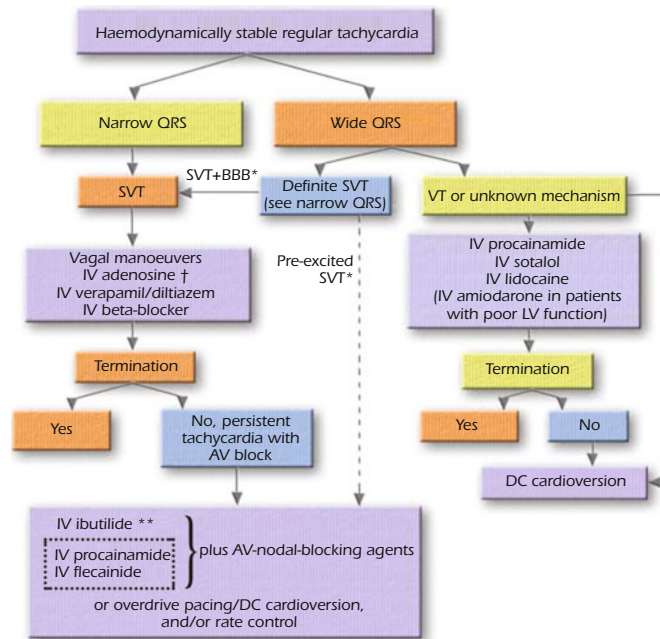 Haemodynamically stable regular tachycardia
Narrow QRS
Wide QRS
SVT
SVT+BBB*
Definite SVT
(see narrow QRS)
VT or unknown mechanism
Vagal manoeuvers
IV adenosine †
IV verapamil/diltiazem
IV beta-blocker
Pre-excited
SVT*
IV procainamide
IV sotalol
IV lidocaine
(IV amiodarone in patients
with poor LV function)
Termination
Termination
Yes
No, persistent
tachycardia with
AV block
Yes
No
DC cardioversion
IV ibutilide **
IV procainamide
IV flecainide
plus AV-nodal-blocking agents
or overdrive pacing/DC cardioversion,
and/or rate control